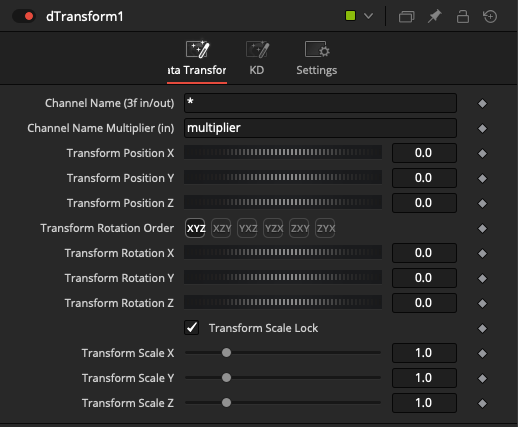 dTransform1
ata Transfor KD Settings
Channel Name (3f in/out) *
Channel Name Multiplier (in) multiplier
Transform Position X 0.0
Transform Position Y 0.0
Transform Position Z 0.0
Transform Rotation Order XYZ XZY YXZ YZX ZXY ZYX
Transform Rotation X 0.0
Transform Rotation Y 0.0
Transform Rotation Z 0.0
Transform Scale Lock
Transform Scale X 1.0
Transform Scale Y 1.0
Transform Scale Z 1.0